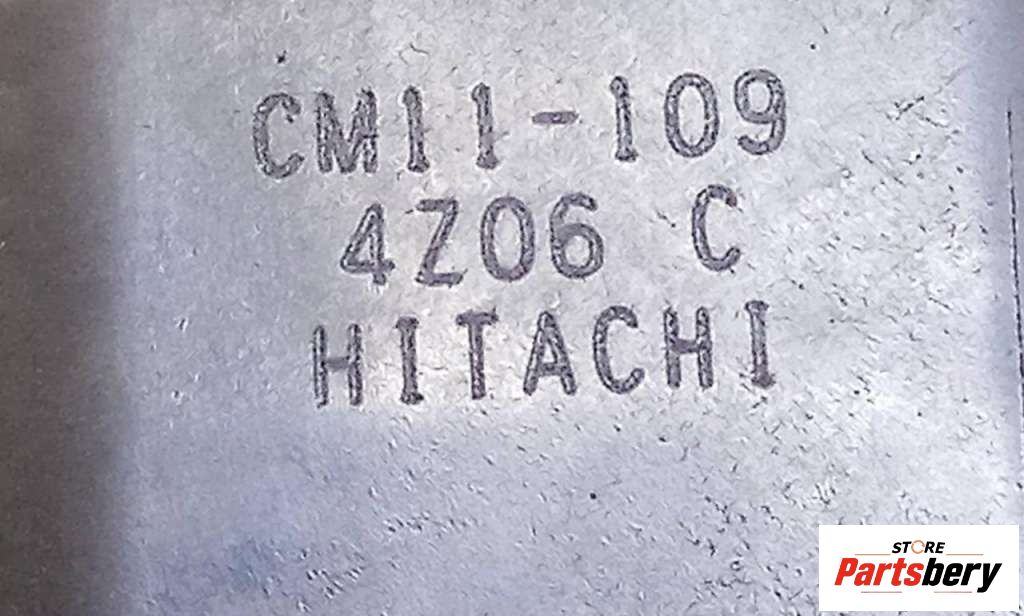 CM11-109
4Z06 C
HITACHI
STORE
Partsbery